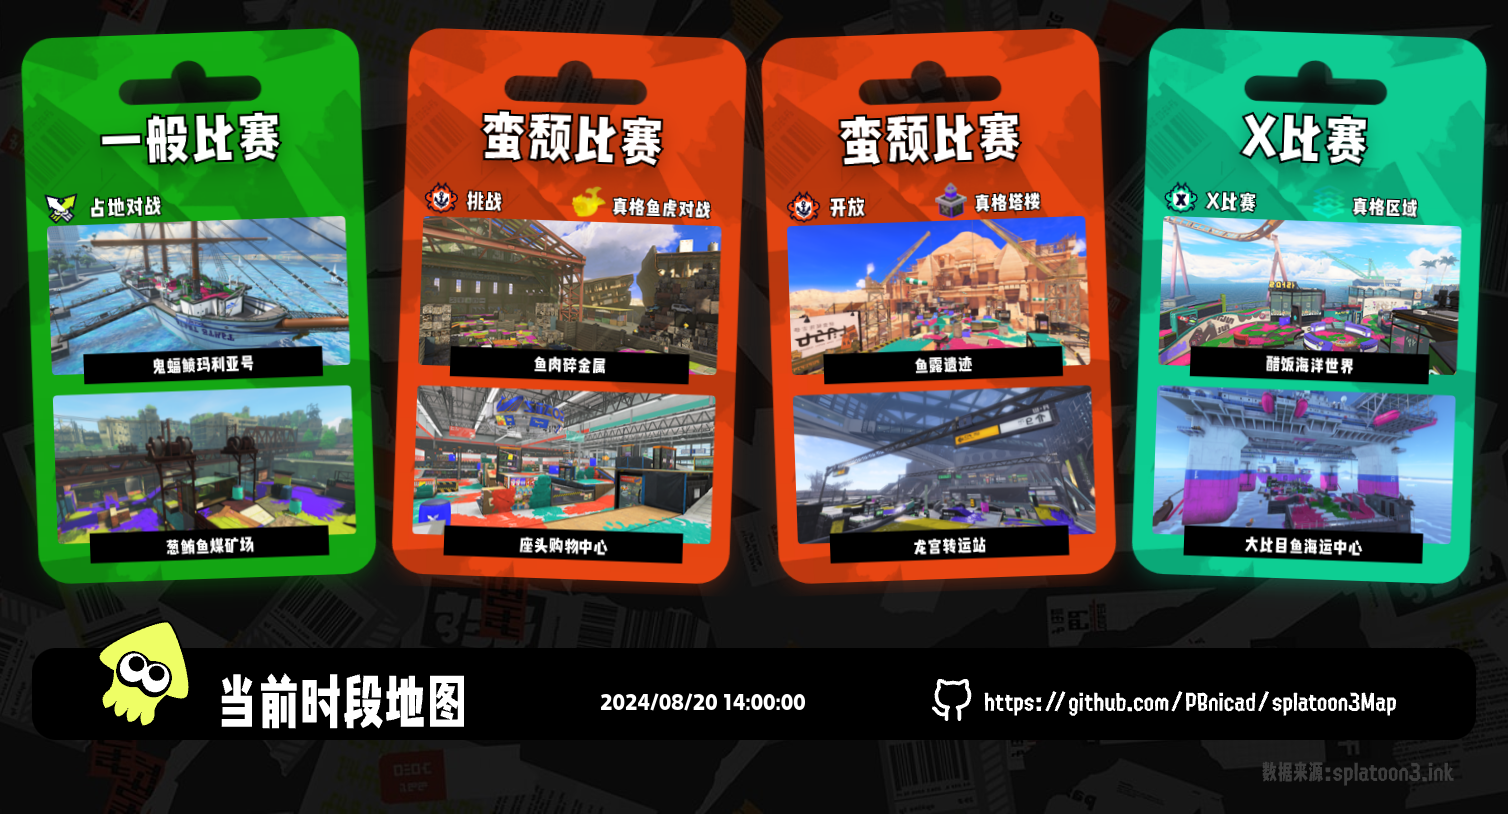 一般比赛
占地对战
鬼蝠鲼玛利亚号
葱鲔鱼煤矿场
蛮颓比赛
挑战
真格鱼虎对战
鱼肉碎金属
座头购物中心
蛮颓比赛
开放
真格塔楼
鱼露遗迹
龙宫转运站
X比赛
X比赛
真格区域
醋饭海洋世界
大比目鱼海运中心
当前时段地图
2024/08/20 14:00:00
https://github.com/PBnicad/splatoon3Map
数据来源:splatoon3.ink